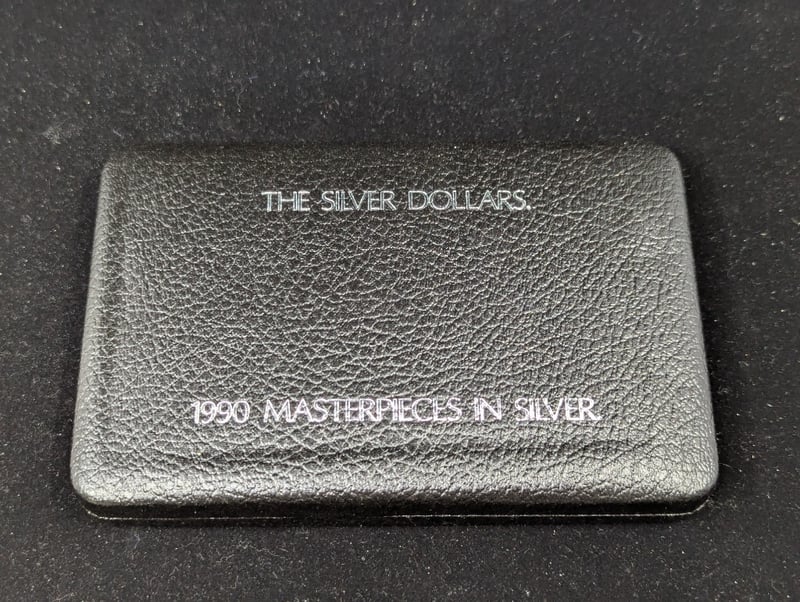 THE SILVER DOLLARS.
1990 MASTERPIECES IN SILVER